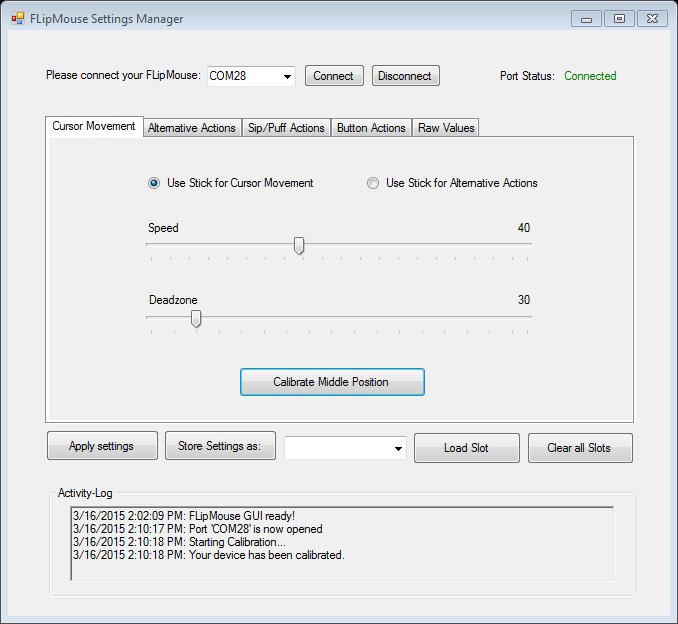 FLipMouse Settings Manager
Please connect your FLipMouse: COM28 Connect Disconnect Port Status: Connected
Cursor Movement Alternative Actions Sip/Puff Actions Button Actions Raw Values
Use Stick for Cursor Movement Use Stick for Alternative Actions
Speed 40
Deadzone 30
Calibrate Middle Position
Apply settings Store Settings as: Load Slot Clear all Slots
Activity-Log
3/16/2015 2:02:09 PM: FLipMouse GUI ready!
3/16/2015 2:10:17 PM: Port 'COM28' is now opened
3/16/2015 2:10:18 PM: Starting Calibration...
3/16/2015 2:10:18 PM: Your device has been calibrated.